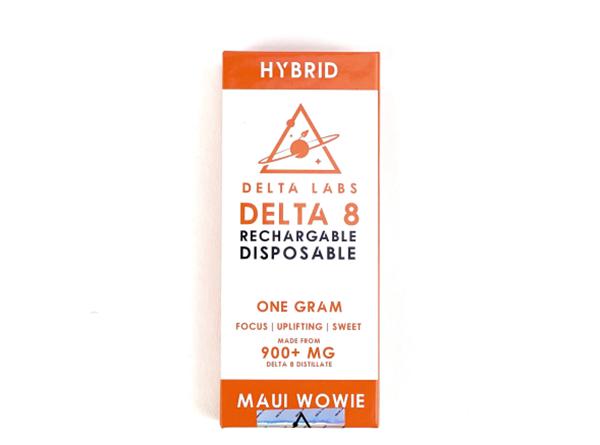 HYBRID
DELTA LABS
DELTA 8
RECHARGABLE
DISPOSABLE
ONE GRAM
FOCUS | UPLIFTING | SWEET
MADE FROM
900+ MG
DELTA 8 DISTILLATE
MAUI WOWIE